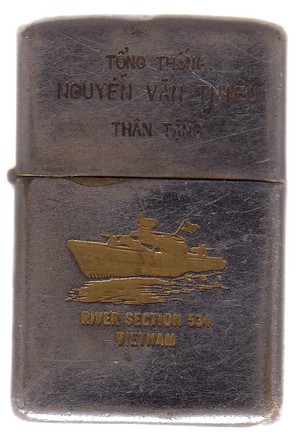 TỔNG THỐNG
NGUYỄN VĂN THIỆU
THÂN TẶNG
RIVER SECTION 534
VIETNAM